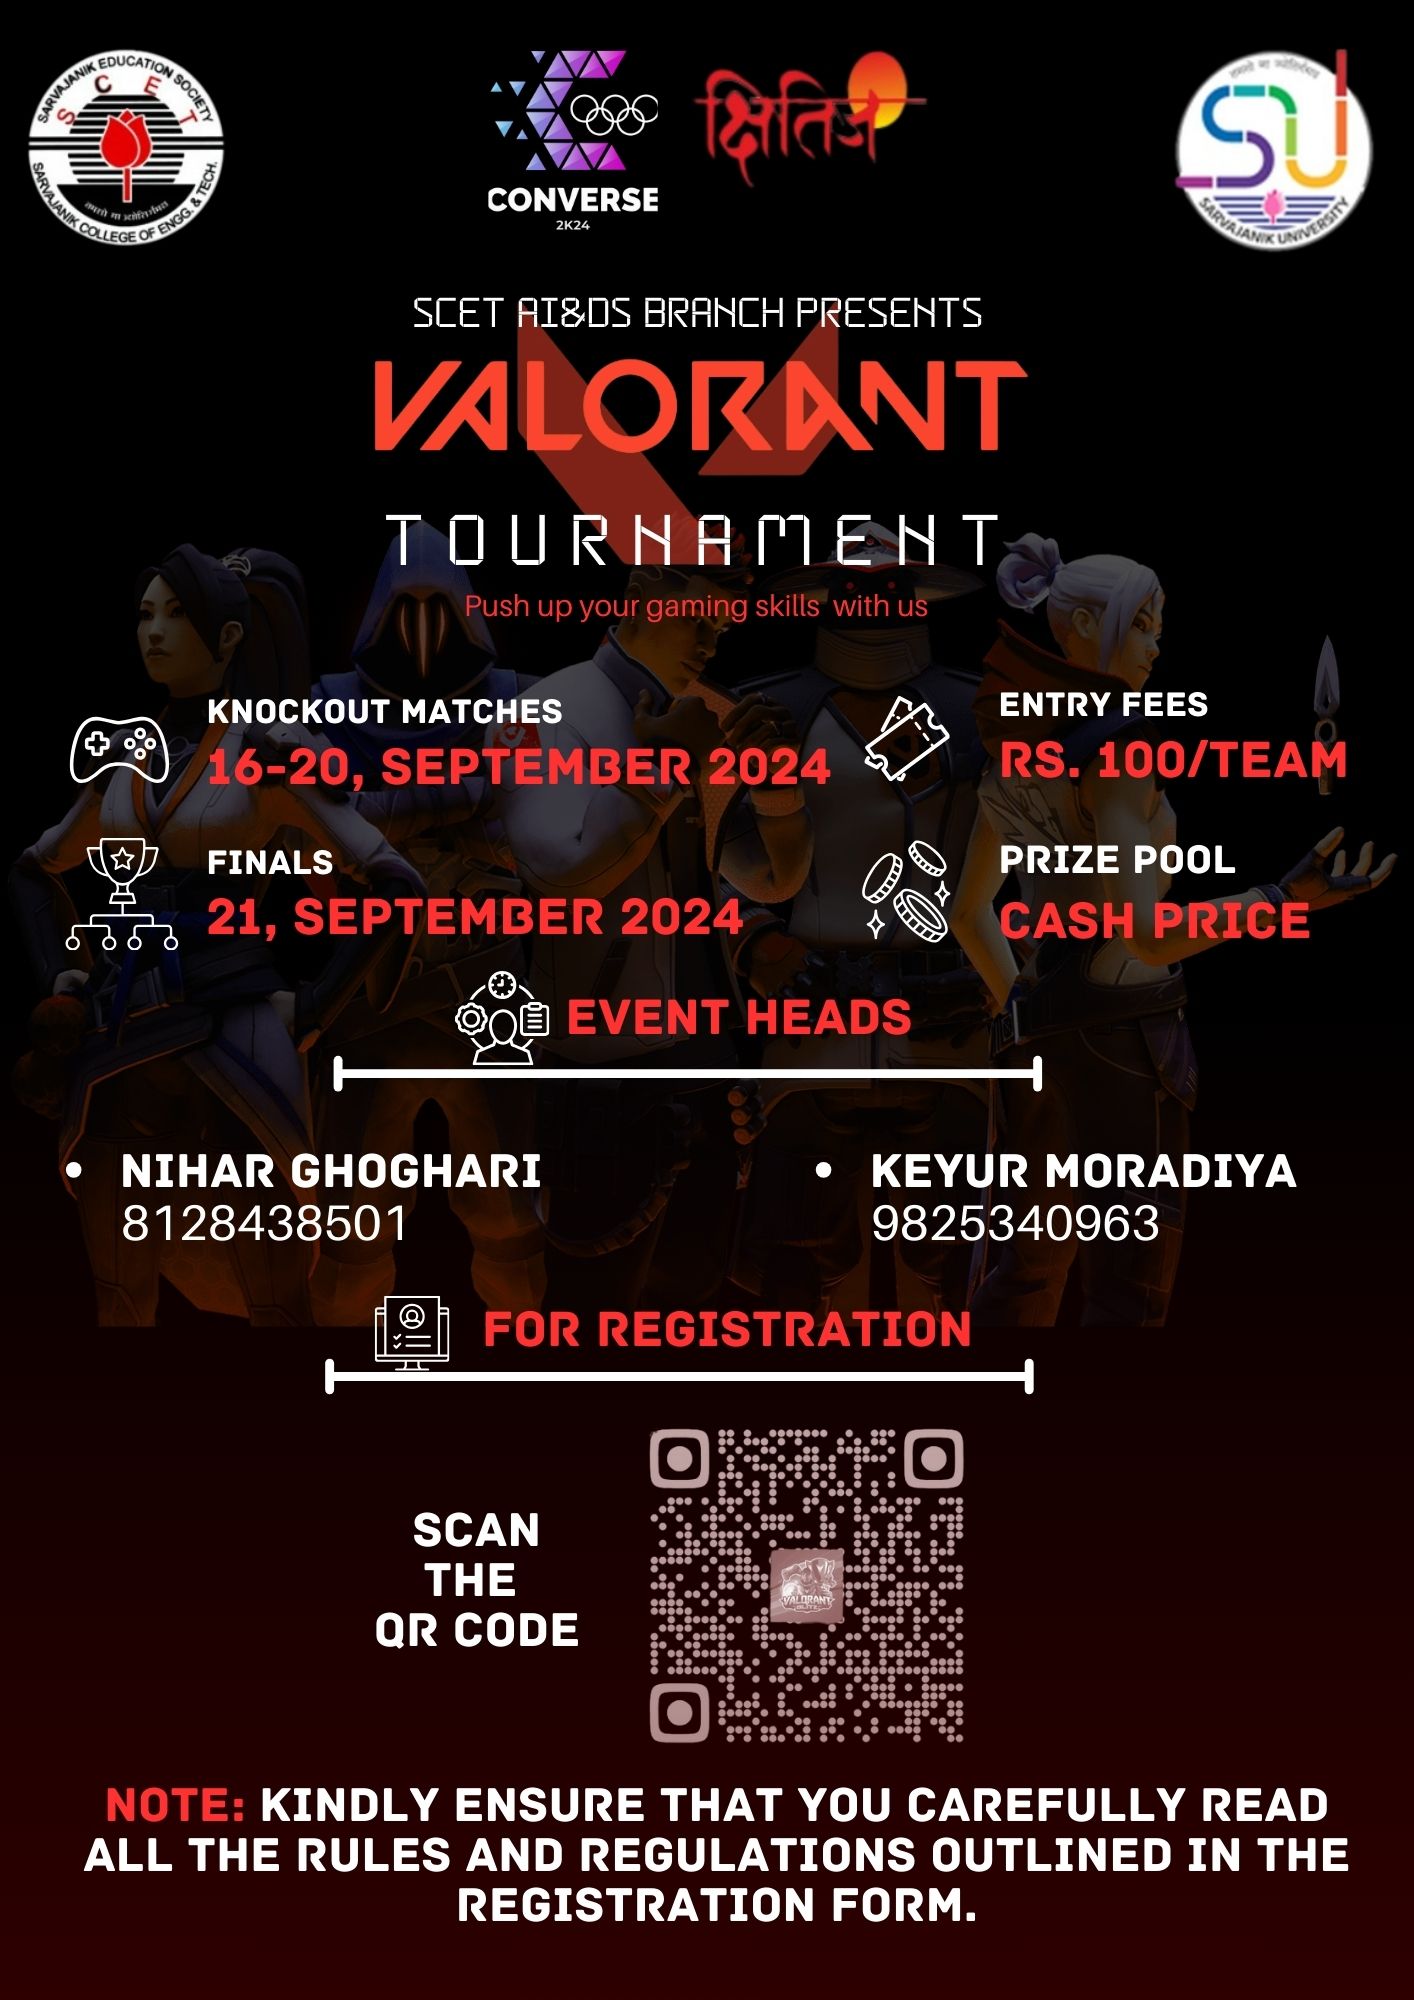 SARVAJANIK EDUCATION SOCIETY
S C E T
SARVAJANIK COLLEGE OF ENGG. & TECH.
CONVERSE
2K24
क्षितिज
SU
SARVAJANIK UNIVERSITY
SCET AI&DS BRANCH PRESENTS
VALORANT
TOURNAMENT
Push up your gaming skills with us
KNOCKOUT MATCHES
16-20, SEPTEMBER 2024
ENTRY FEES
RS. 100/TEAM
FINALS
21, SEPTEMBER 2024
PRIZE POOL
CASH PRICE
EVENT HEADS
• NIHAR GHOGHARI
8128438501
• KEYUR MORADIYA
9825340963
FOR REGISTRATION
SCAN
THE
QR CODE
VALORANT
NOTE: KINDLY ENSURE THAT YOU CAREFULLY READ
ALL THE RULES AND REGULATIONS OUTLINED IN THE
REGISTRATION FORM.